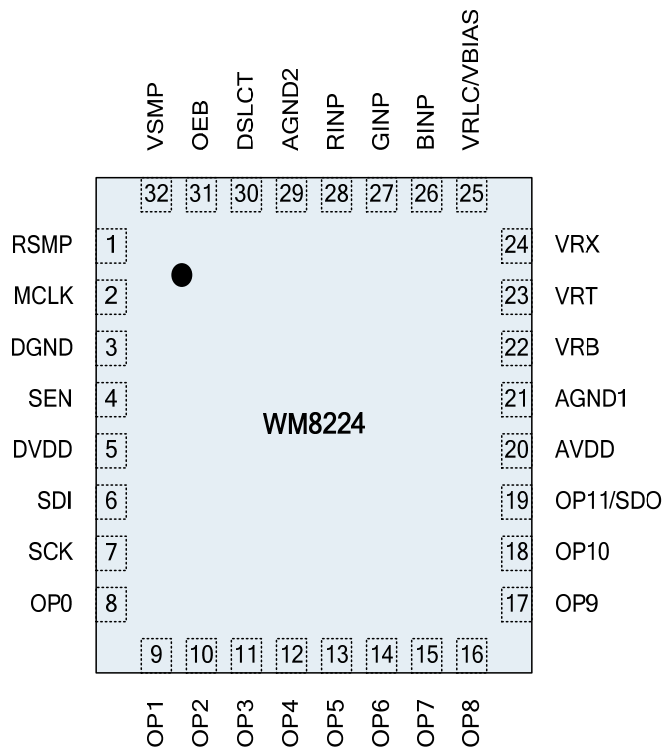 VSMP
OEB
DSLCT
AGND2
RINP
GINP
BINP
VRLC/VBIAS
32 31 30 29 28 27 26 25
RSMP 1 24 VRX
MCLK 2 23 VRT
DGND 3 22 VRB
SEN 4 21 AGND1
WM8224
DVDD 5 20 AVDD
SDI 6 19 OP11/SDO
SCK 7 18 OP10
OP0 8 17 OP9
9 10 11 12 13 14 15 16
OP1
OP2
OP3
OP4
OP5
OP6
OP7
OP8